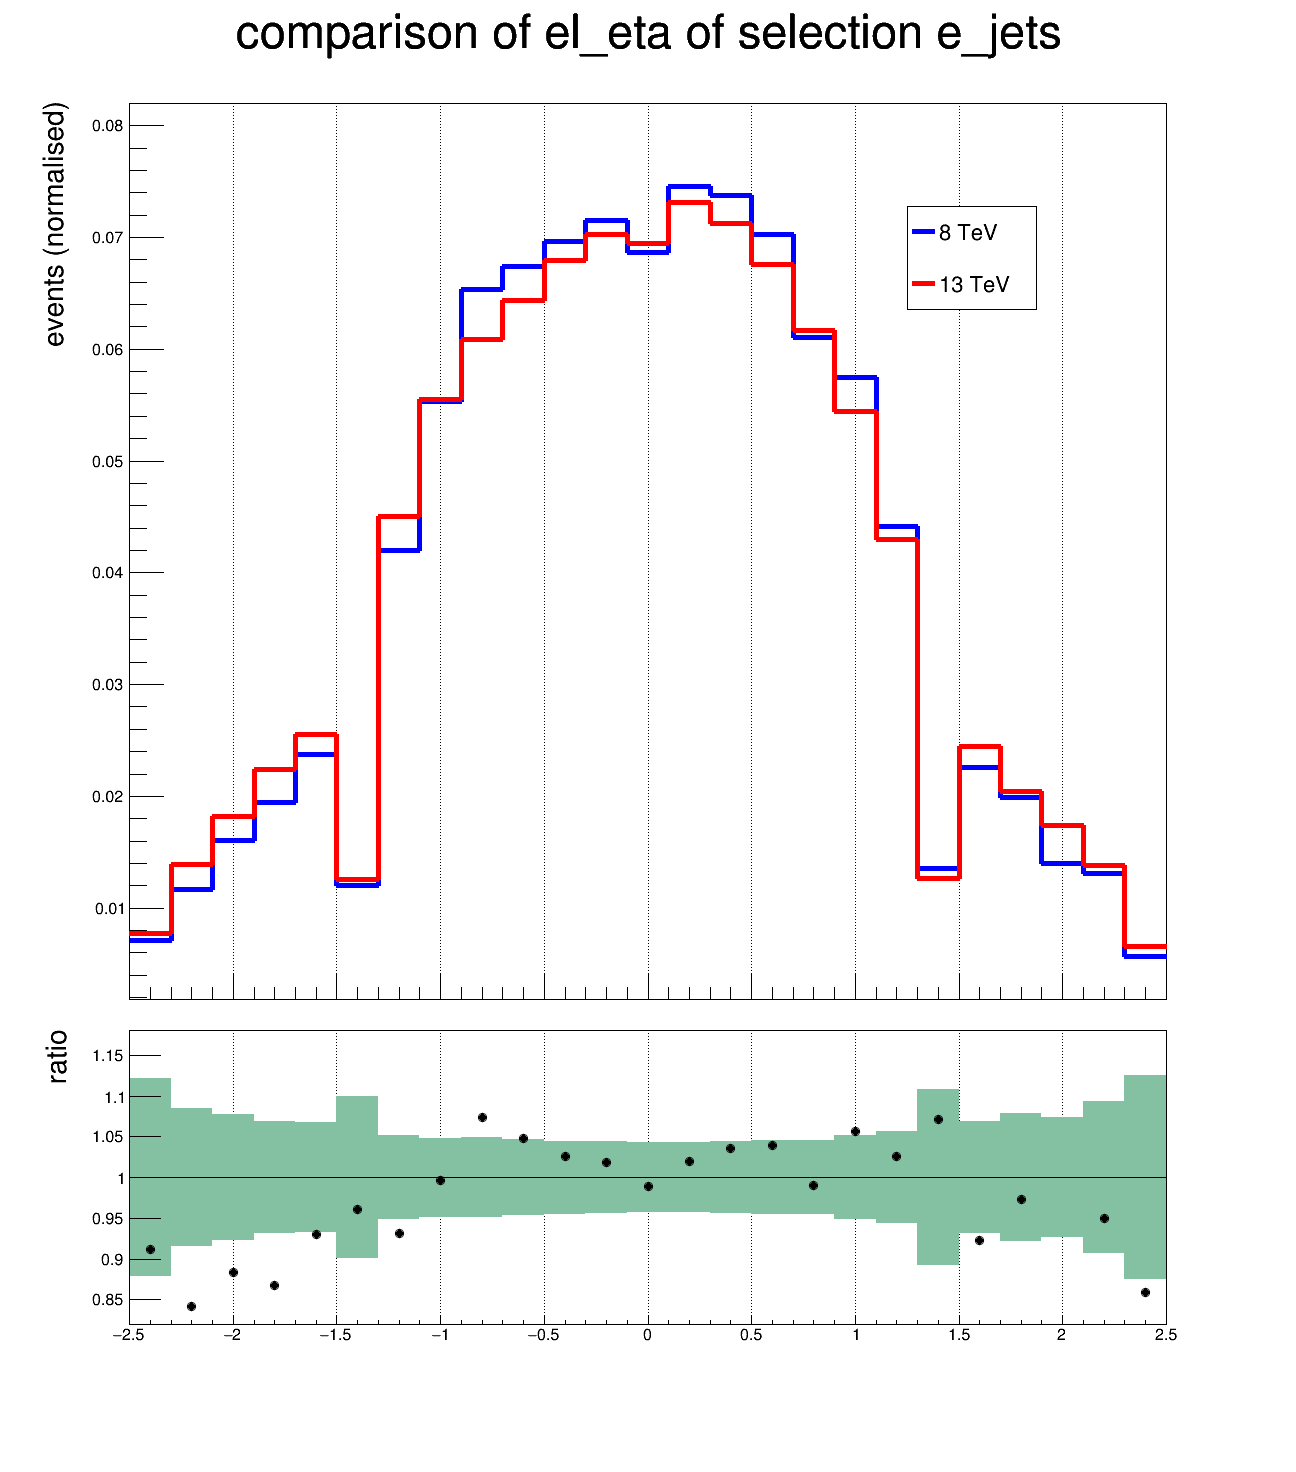 comparison of el_eta of selection e_jets
events (normalised)
0.08
0.07
0.06
0.05
0.04
0.03
0.02
0.01
8 TeV
13 TeV
ratio
1.15
1.1
1.05
1
0.95
0.9
0.85
−2.5 −2 −1.5 −1 −0.5 0 0.5 1 1.5 2 2.5